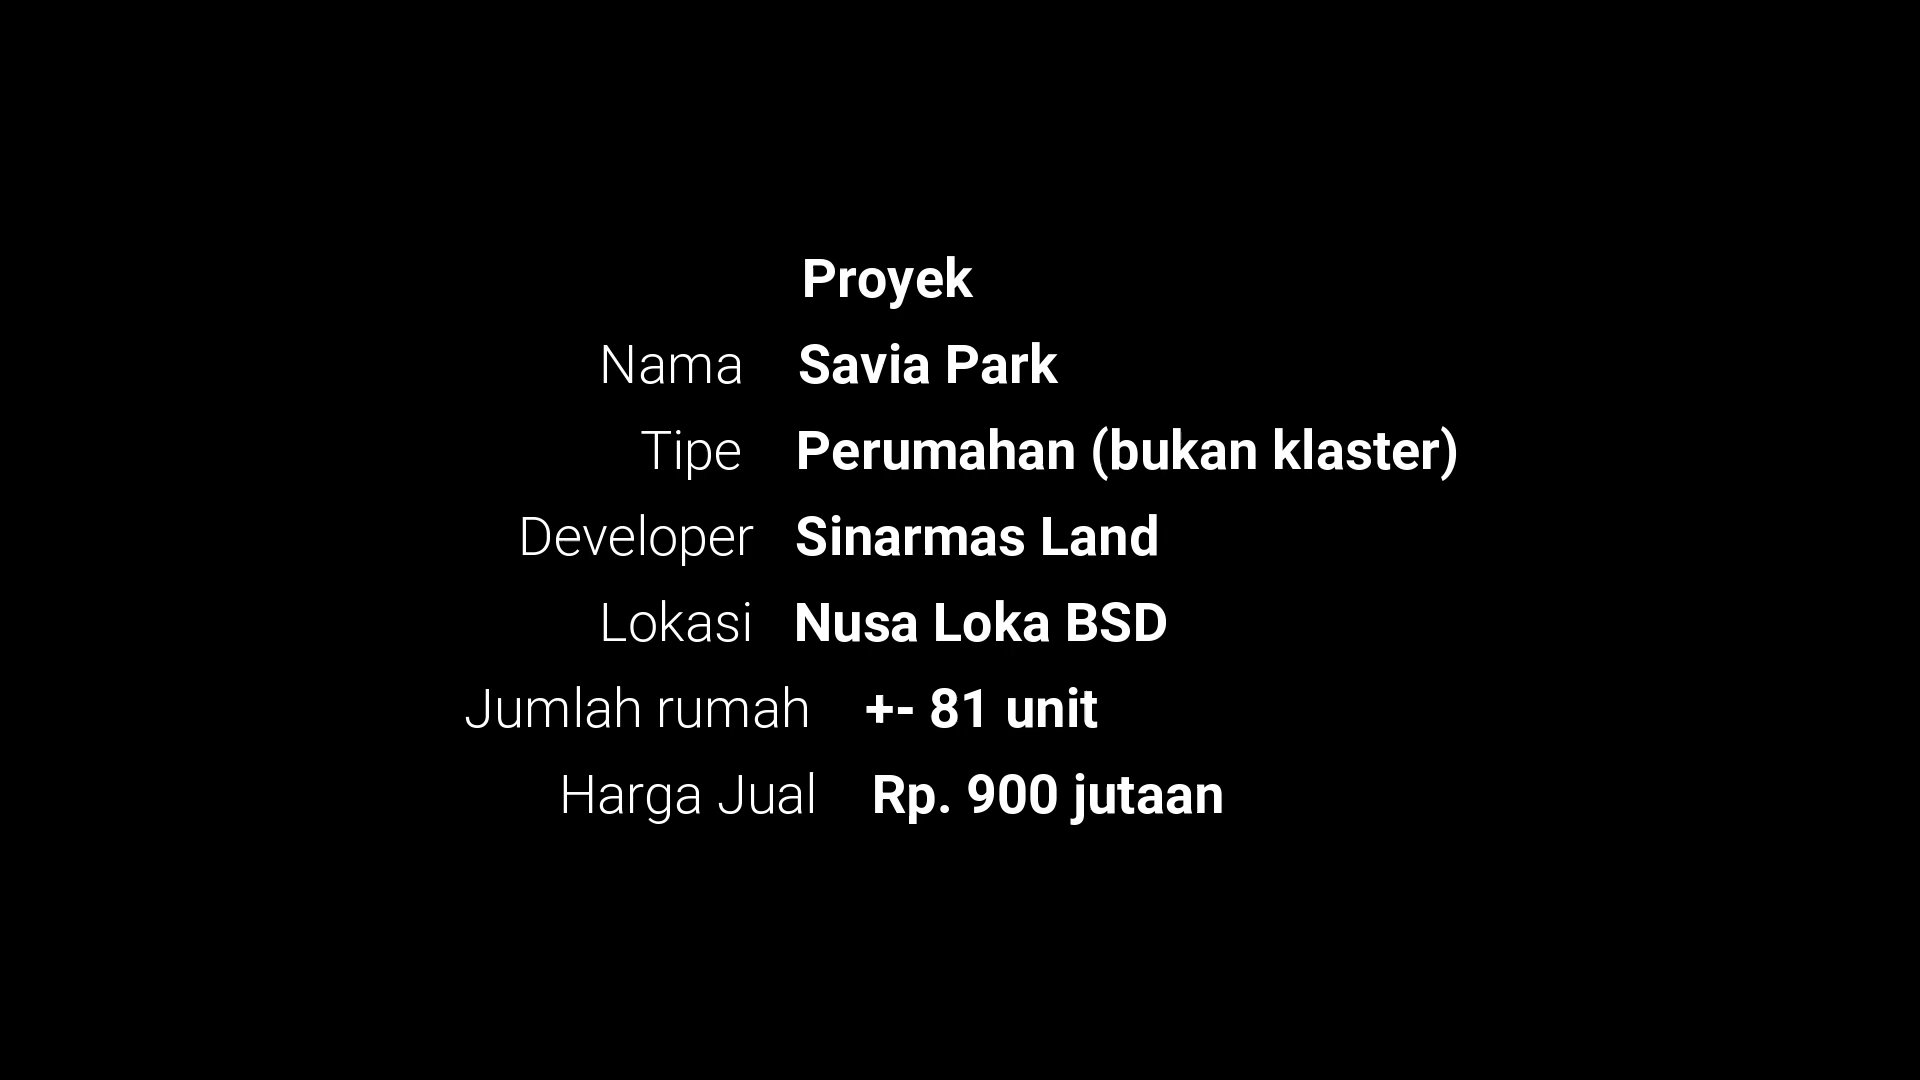 Proyek
Nama Savia Park
Tipe Perumahan (bukan klaster)
Developer Sinarmas Land
Lokasi Nusa Loka BSD
Jumlah rumah +- 81 unit
Harga Jual Rp. 900 jutaan